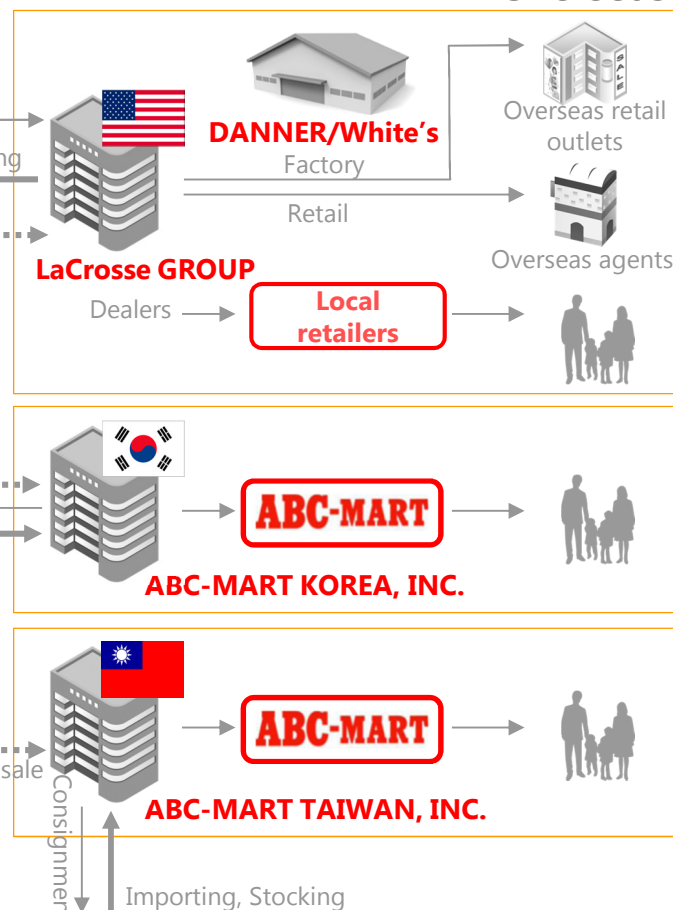 DANNER/White's
Factory
Retail
Overseas retail
outlets
Overseas agents
LaCrosse GROUP
Dealers
Local
retailers
SALE
ABC-MART
ABC-MART KOREA, INC.
ABC-MART
ABC-MART TAIWAN, INC.
Importing, Stocking